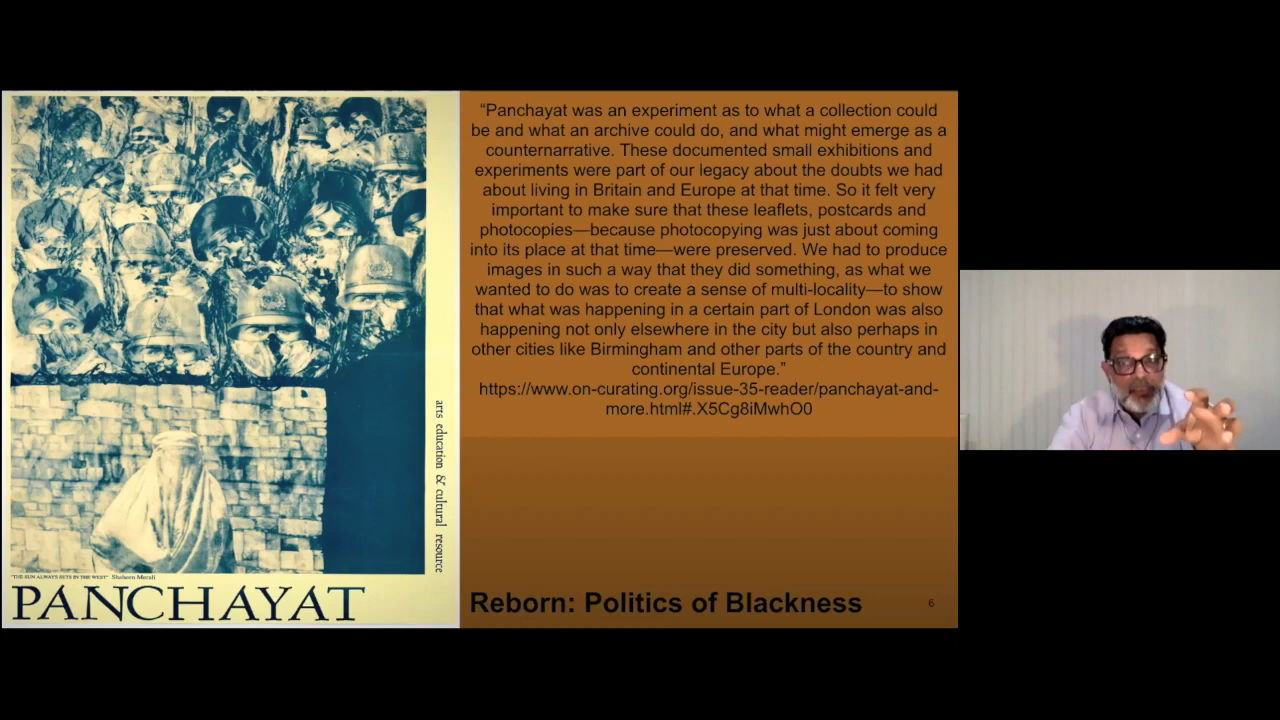 “Panchayat was an experiment as to what a collection could
be and what an archive could do, and what might emerge as a
counternarrative. These documented small exhibitions and
experiments were part of our legacy about the doubts we had
about living in Britain and Europe at that time. So it felt very
important to make sure that these leaflets, postcards and
photocopies—because photocopying was just about coming
into its place at that time—were preserved. We had to produce
images in such a way that they did something, as what we
wanted to do was to create a sense of multi-locality—to show
that what was happening in a certain part of London was also
happening not only elsewhere in the city but also perhaps in
other cities like Birmingham and other parts of the country and
continental Europe.”
https://www.on-curating.org/issue-35-reader/panchayat-and-
more.html#.X5Cg8iMwhO0
arts education & cultural resource
"THE SUN ALWAYS SETS IN THE WEST" Shaheen Merali
PANCHAYAT
Reborn: Politics of Blackness
6